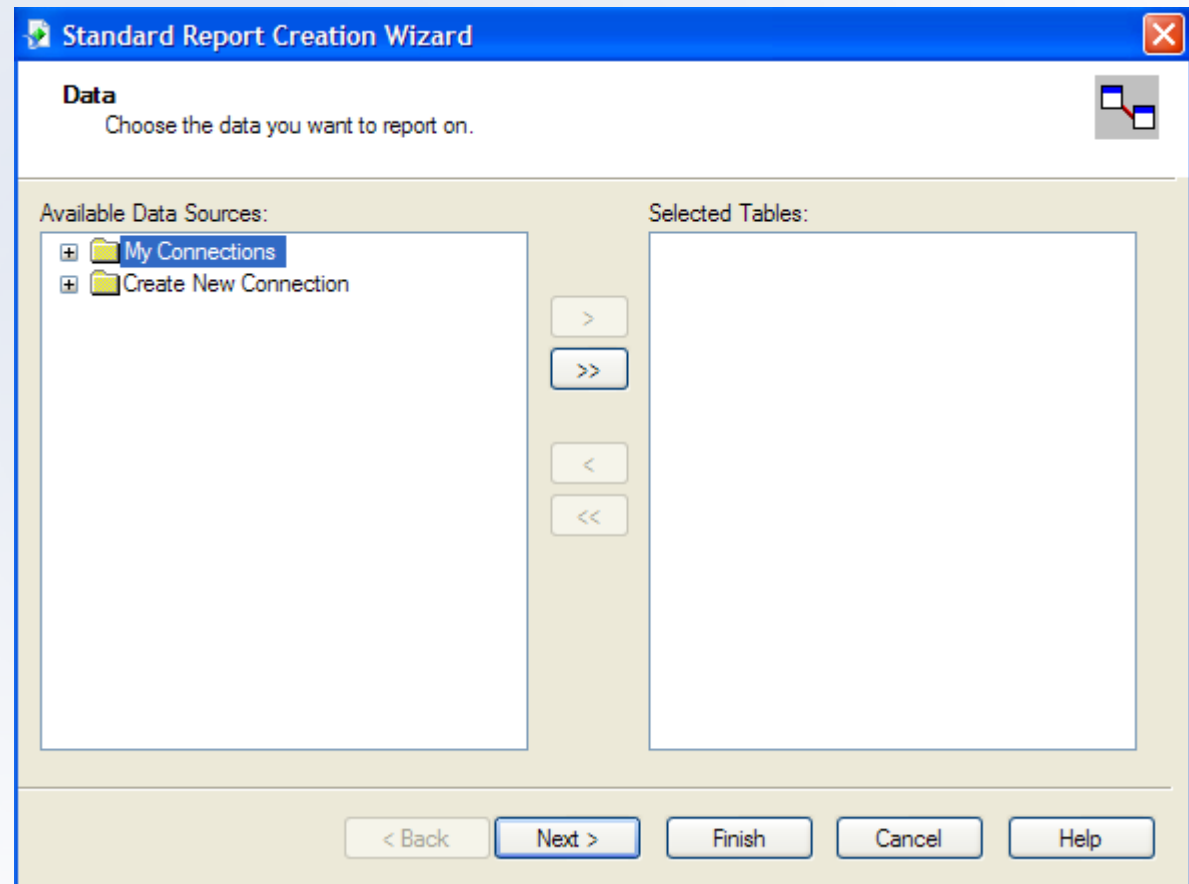 Standard Report Creation Wizard
Data
Choose the data you want to report on.
Available Data Sources:
Selected Tables:
My Connections
Create New Connection
>
>>
<
<<
< Back
Next >
Finish
Cancel
Help